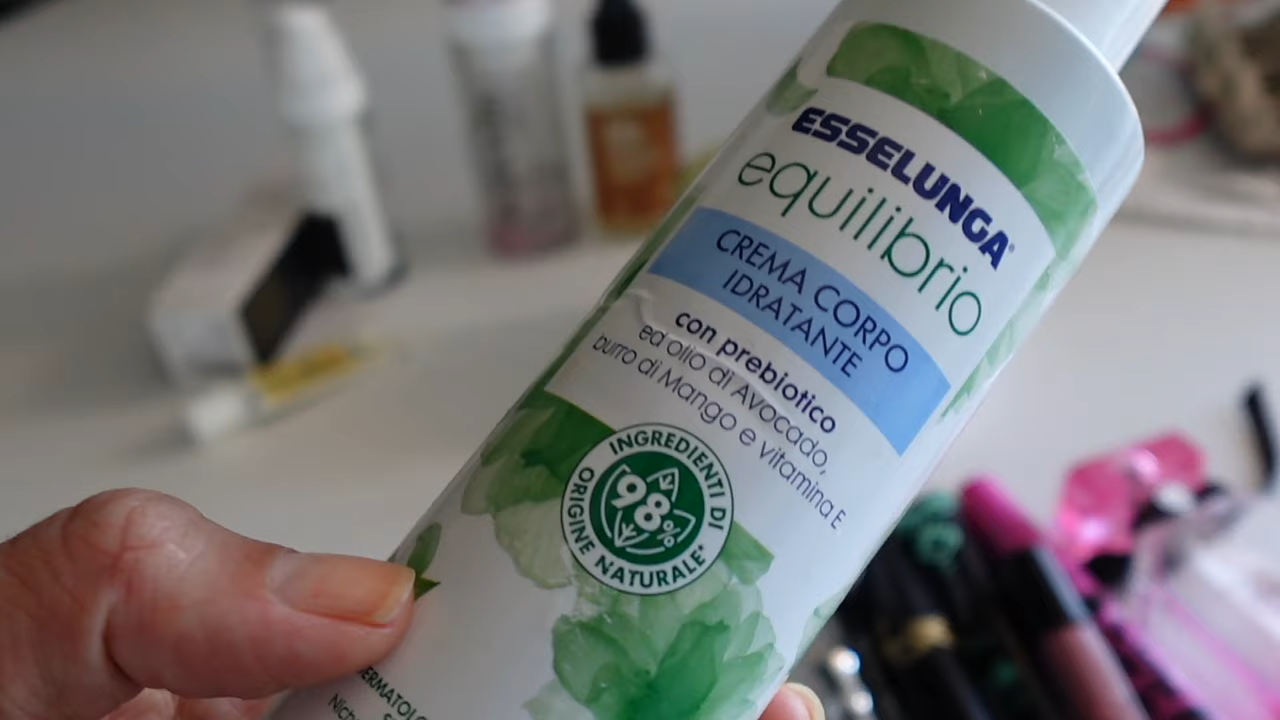 ESSELUNGA®
equilibrio
CREMA CORPO
IDRATANTE
con prebiotico
ed olio di Avocado,
burro di Mango e vitamina E
INGREDIENTI DI
98%
ORIGINE NATURALE*